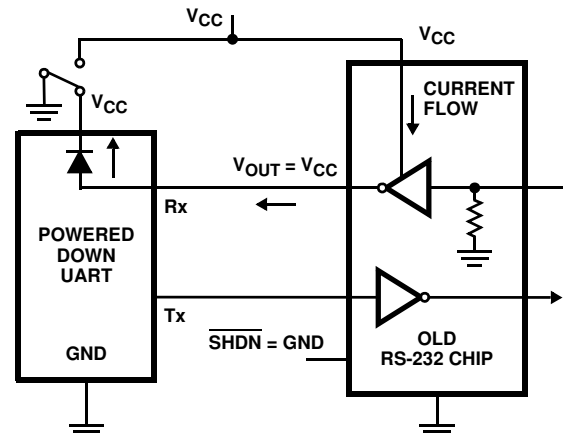 VCC
VCC
VCC
CURRENT
FLOW
VOUT = VCC
Rx
POWERED
DOWN
UART
Tx
GND
SHDN = GND
OLD
RS-232 CHIP